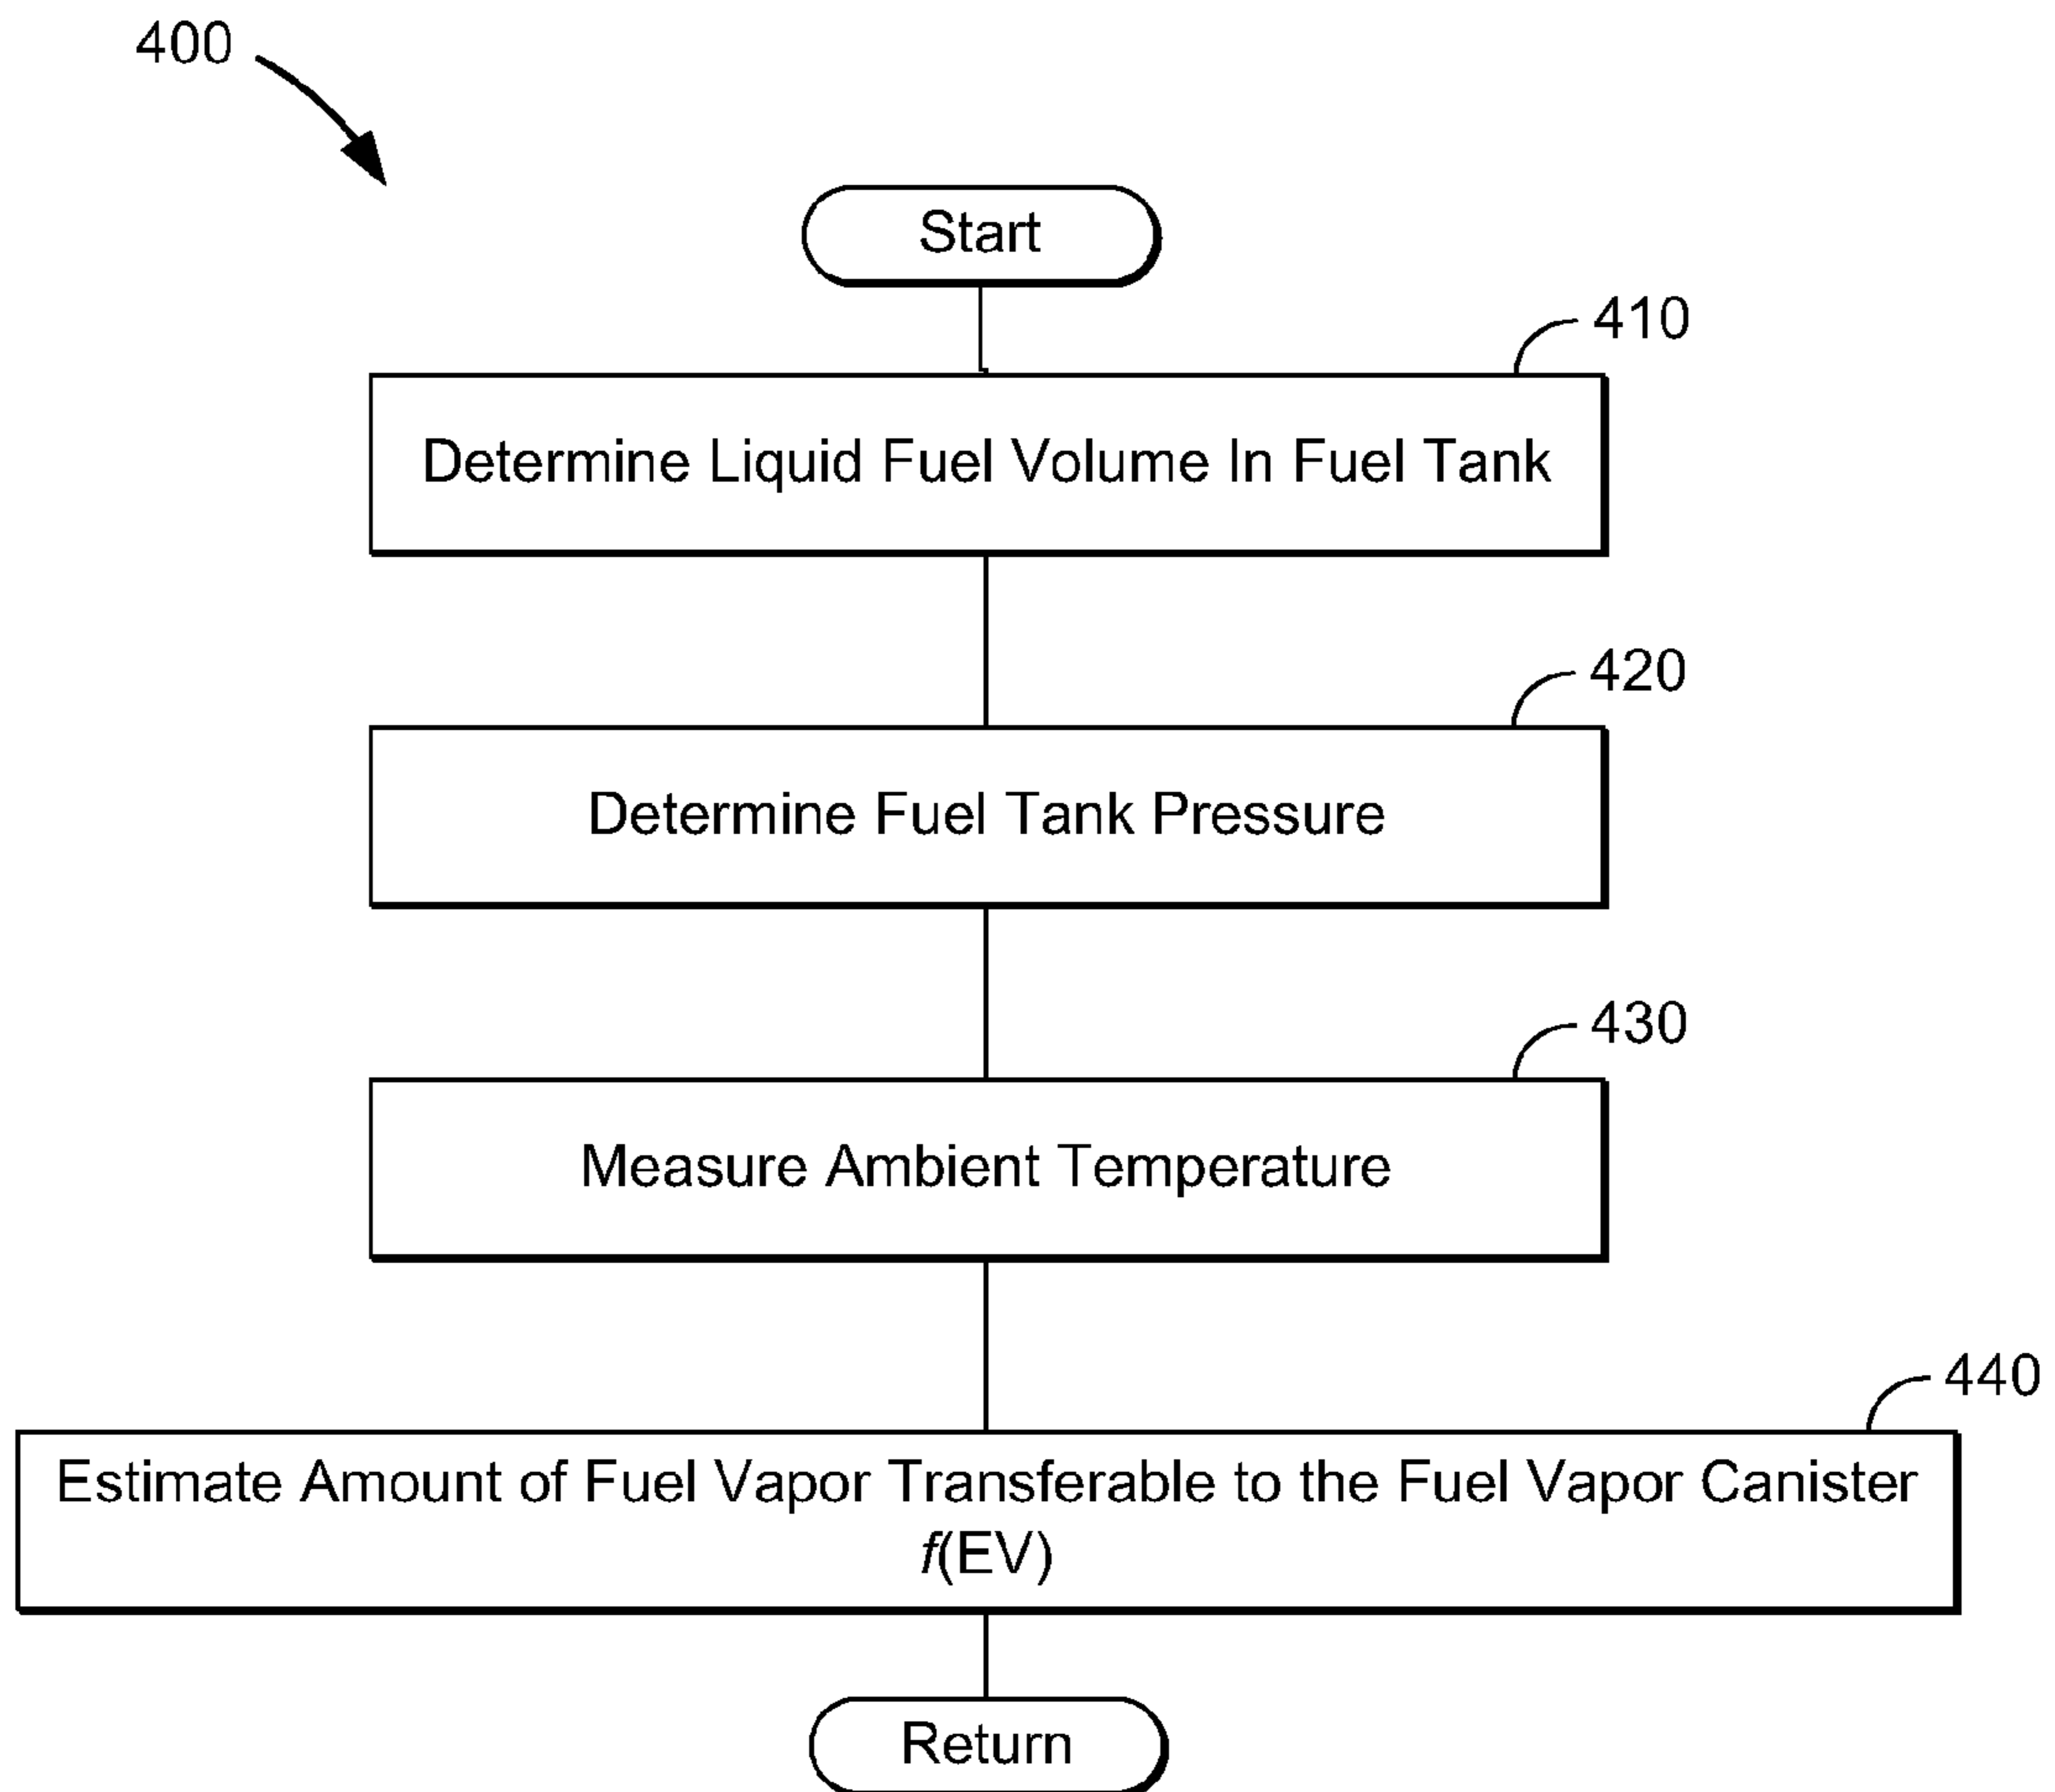 400
Start
410
Determine Liquid Fuel Volume In Fuel Tank
420
Determine Fuel Tank Pressure
430
Measure Ambient Temperature
440
Estimate Amount of Fuel Vapor Transferable to the Fuel Vapor Canister
f(EV)
Return